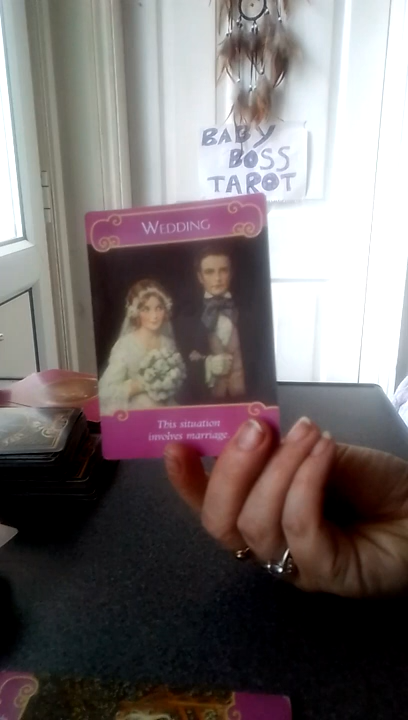 BABY
BOSS
TAROT
WEDDING
This situation
involves marriage.